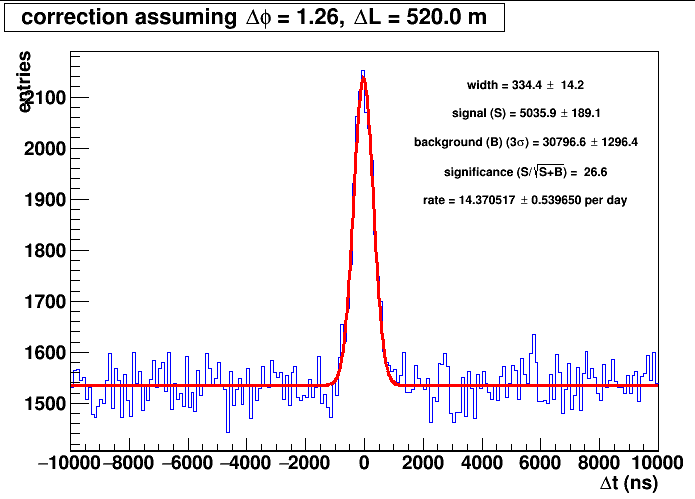 correction assuming Δϕ = 1.26, ΔL = 520.0 m
entries
width = 334.4 ± 14.2
signal (S) = 5035.9 ± 189.1
background (B) (3σ) = 30796.6 ± 1296.4
significance (S/√S+B) = 26.6
rate = 14.370517 ± 0.539650 per day
2100
2000
1900
1800
1700
1600
1500
−10000 −8000 −6000 −4000 −2000 0 2000 4000 6000 8000 10000
Δt (ns)